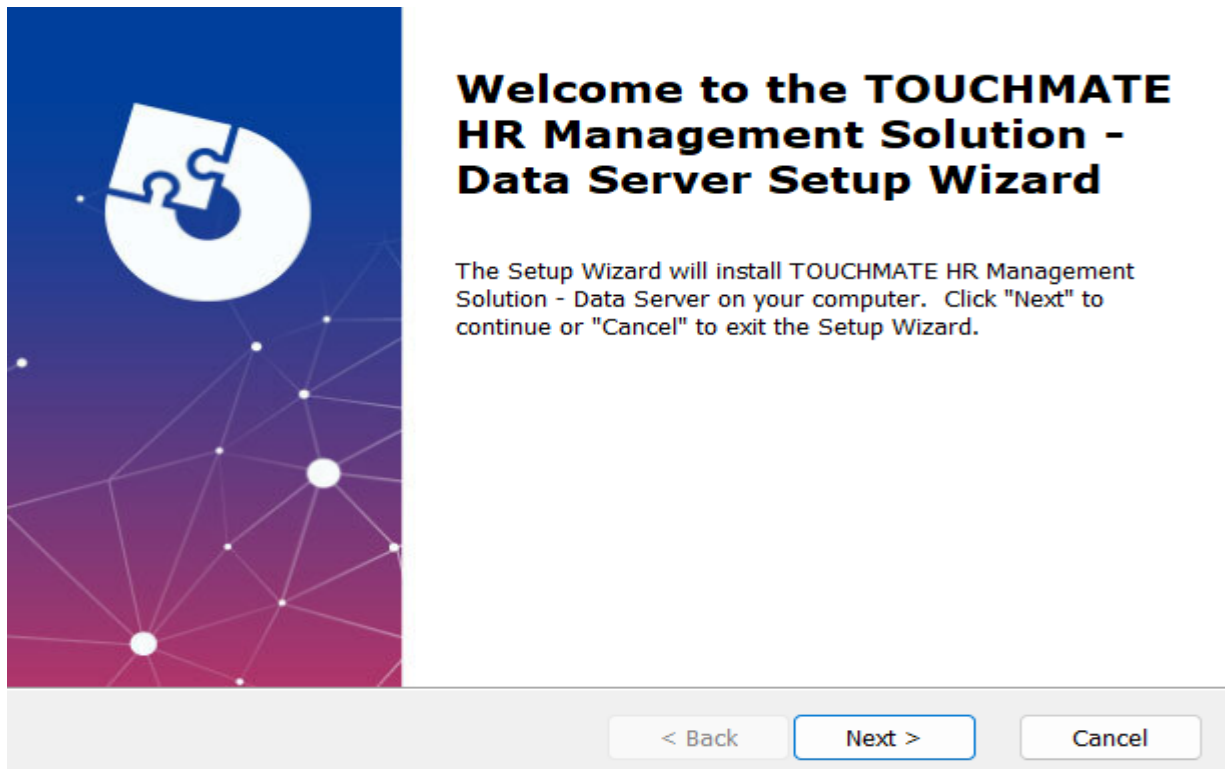 Welcome to the TOUCHMATE
HR Management Solution -
Data Server Setup Wizard
The Setup Wizard will install TOUCHMATE HR Management
Solution - Data Server on your computer.  Click "Next" to
continue or "Cancel" to exit the Setup Wizard.
< Back
Next >
Cancel